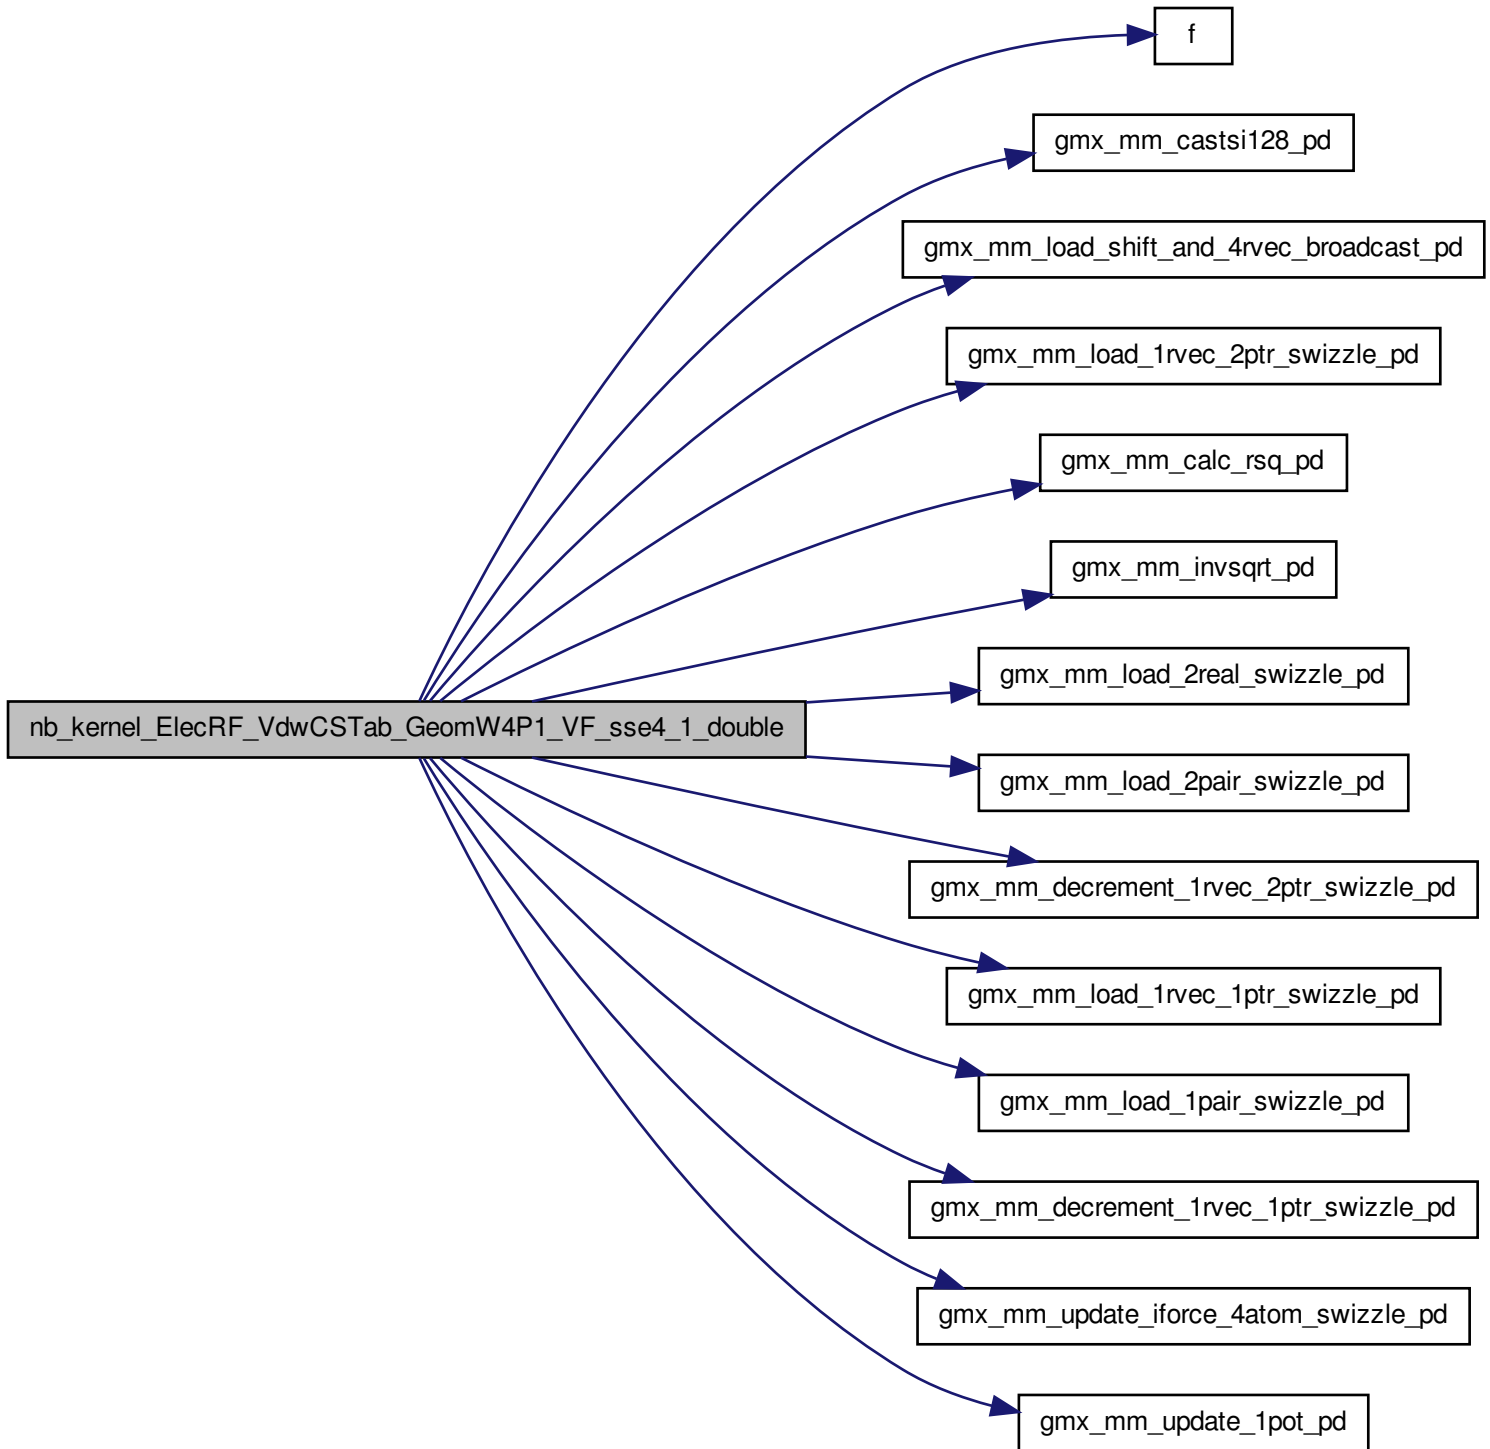 f
gmx_mm_castsi128_pd
gmx_mm_load_shift_and_4rvec_broadcast_pd
gmx_mm_load_1rvec_2ptr_swizzle_pd
gmx_mm_calc_rsq_pd
gmx_mm_invsqrt_pd
gmx_mm_load_2real_swizzle_pd
nb_kernel_ElecRF_VdwCSTab_GeomW4P1_VF_sse4_1_double
gmx_mm_load_2pair_swizzle_pd
gmx_mm_decrement_1rvec_2ptr_swizzle_pd
gmx_mm_load_1rvec_1ptr_swizzle_pd
gmx_mm_load_1pair_swizzle_pd
gmx_mm_decrement_1rvec_1ptr_swizzle_pd
gmx_mm_update_iforce_4atom_swizzle_pd
gmx_mm_update_1pot_pd